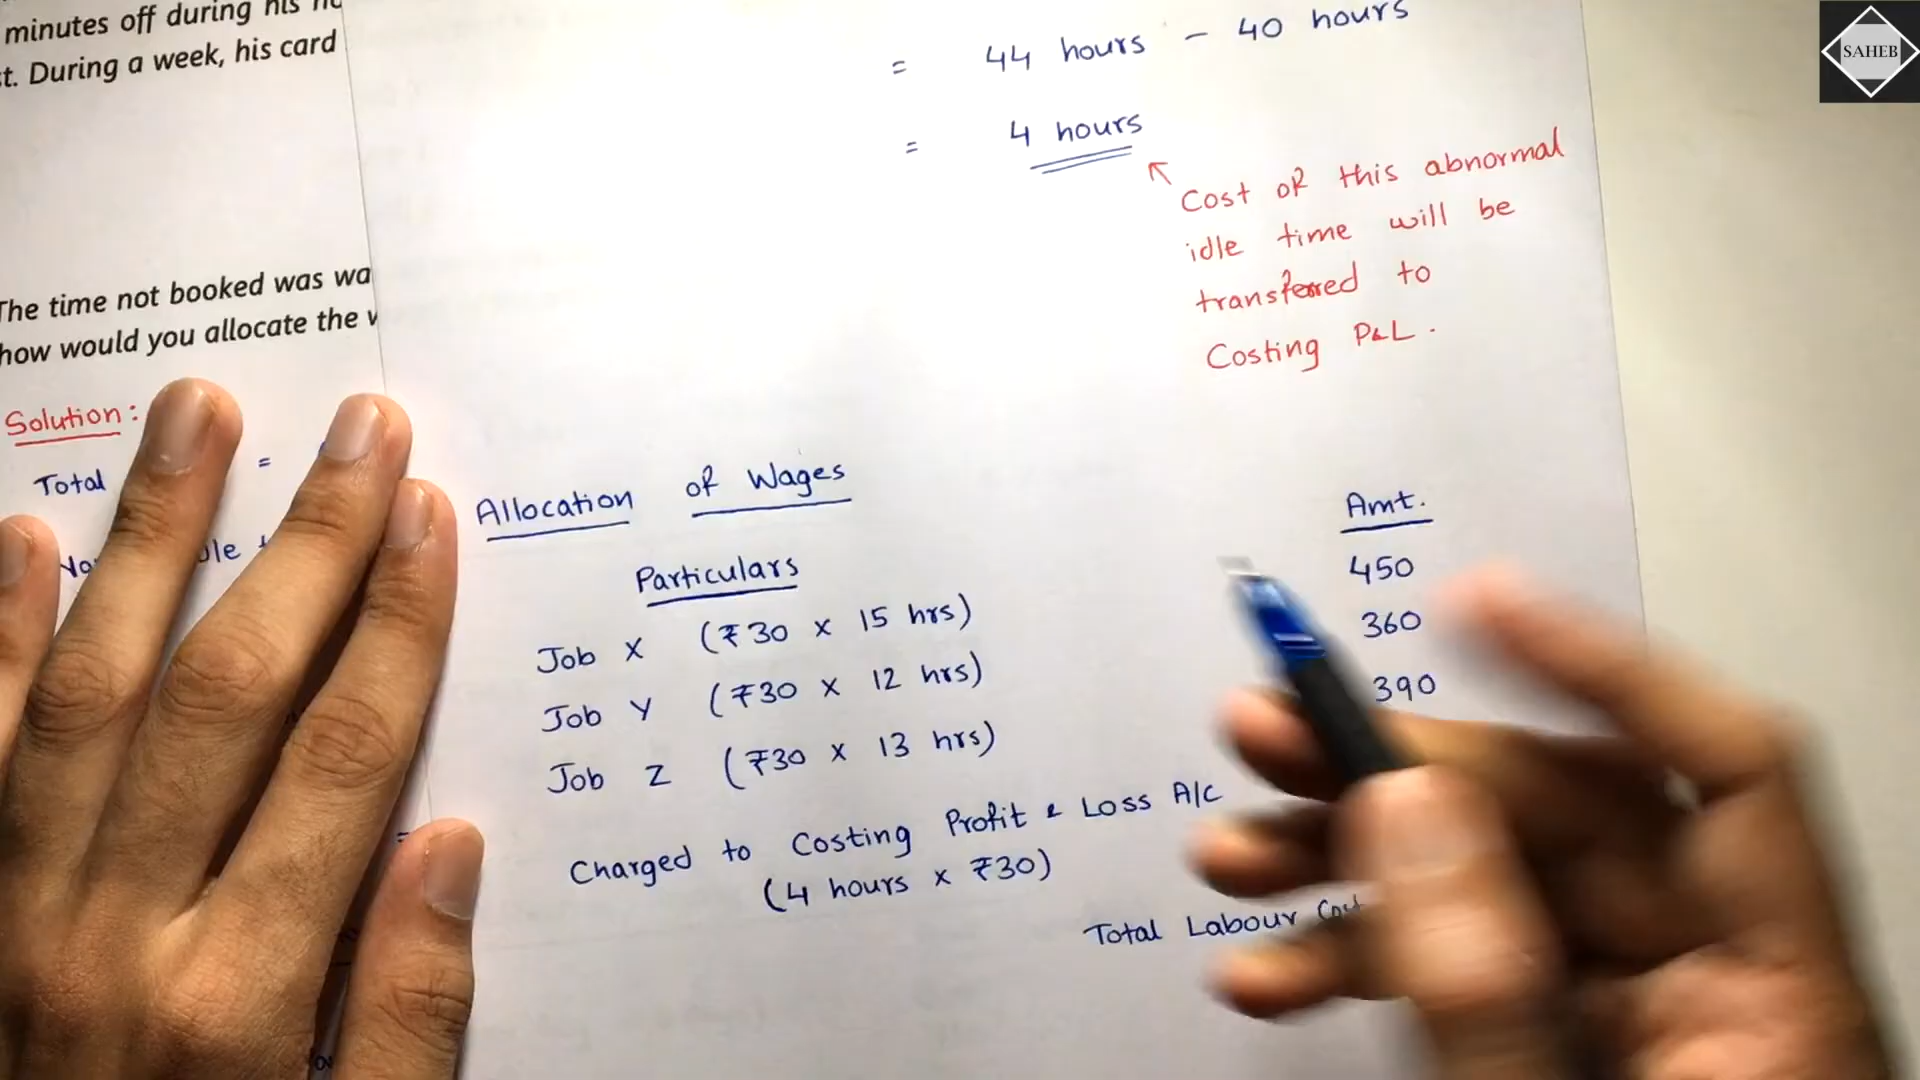 minutes off during his
t. During a week, his card
The time not booked was wa
how would you allocate the
Solution:
Total =
= 44 hours - 40 hours
= 4 hours
Cost of this abnormal
idle time will be
transferred to
Costing P&L.
Allocation of Wages
Particulars Amt.
Job X (₹30 x 15 hrs) 450
Job Y (₹30 x 12 hrs) 360
Job Z (₹30 x 13 hrs) 390
Charged to Costing Profit & Loss A/c
(4 hours x ₹30)
Total Labour Cost
SAHEB